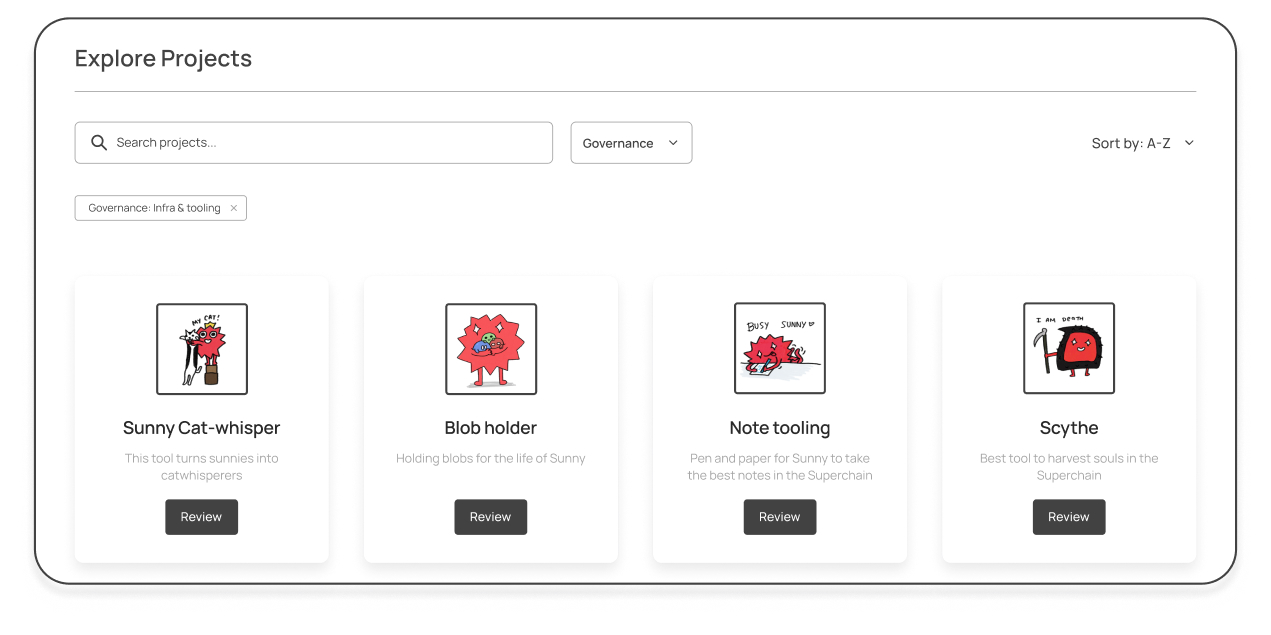 Explore Projects
Search projects...
Governance
Sort by: A-Z
Governance: Infra & tooling ×
MY CAT!
Sunny Cat-whisper
This tool turns sunnies into
catwhisperers
Review
Blob holder
Holding blobs for the life of Sunny
Review
BUSY SUNNY♡
Note tooling
Pen and paper for Sunny to take
the best notes in the Superchain
Review
I AM DEATH
Scythe
Best tool to harvest souls in the
Superchain
Review